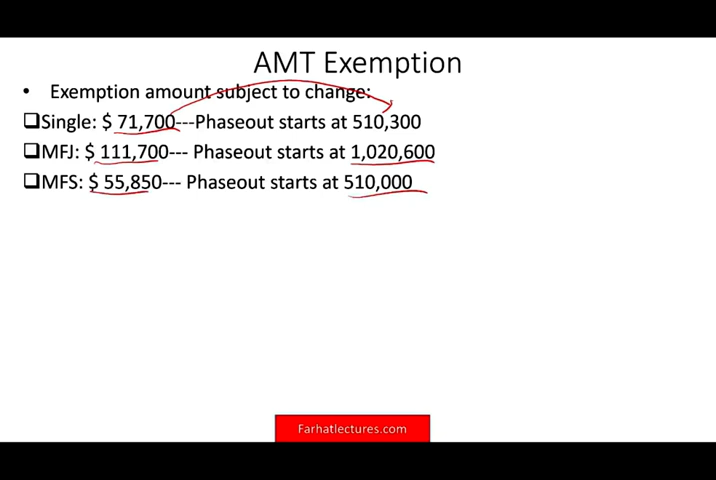 AMT Exemption
• Exemption amount subject to change:
❑Single: $ 71,700---Phaseout starts at 510,300
❑MFJ: $ 111,700--- Phaseout starts at 1,020,600
❑MFS: $ 55,850--- Phaseout starts at 510,000
Farhatlectures.com